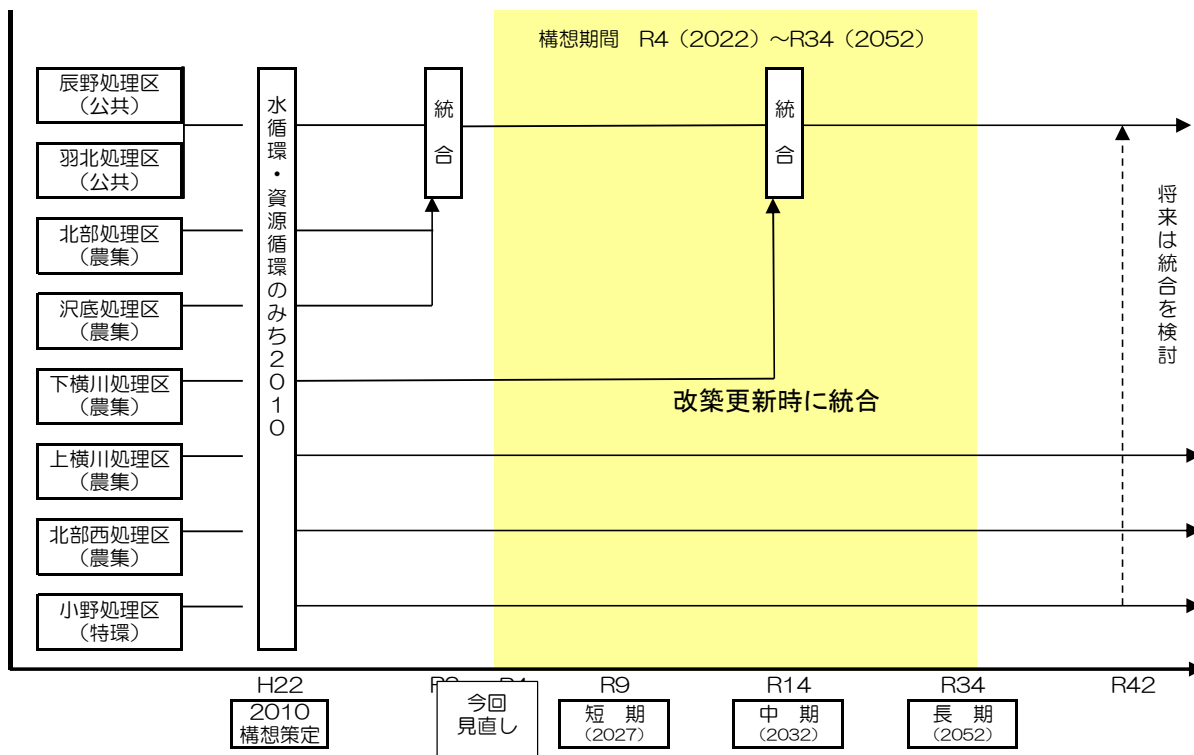 構想期間 R4(2022)~R34(2052)
辰野処理区
(公共)
羽北処理区
(公共)
北部処理区
(農集)
沢底処理区
(農集)
下横川処理区
(農集)
上横川処理区
(農集)
北部西処理区
(農集)
小野処理区
(特環)
水循環・資源循環のみち2010
統合
統合
改築更新時に統合
将来は統合を検討
H22
R9
R14
R34
R42
2010
構想策定
今回
見直し
短 期
(2027)
中 期
(2032)
長 期
(2052)